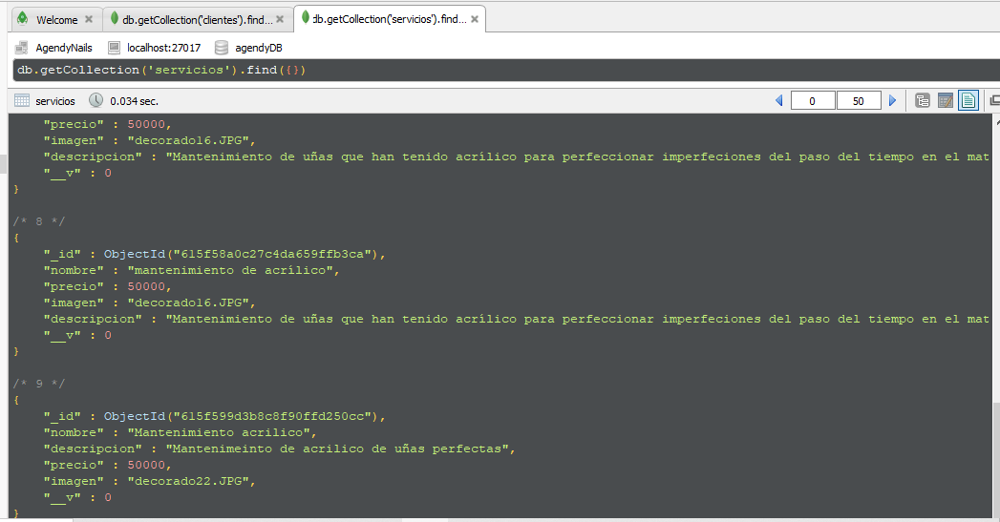 Welcome
db.getCollection('clientes').find...
db.getCollection('servicios').find...
AgendyNails
localhost:27017
agendyDB
db.getCollection('servicios').find({})
servicios
0.034 sec.
0
50
"precio" : 50000,
"imagen" : "decorado16.JPG",
"descripcion" : "Mantenimiento de uñas que han tenido acrílico para perfeccionar imperfeciones del paso del tiempo en el mat
"__v" : 0
}
/* 8 */
{
"_id" : ObjectId("615f58a0c27c4da659ffb3ca"),
"nombre" : "mantenimiento de acrílico",
"precio" : 50000,
"imagen" : "decorado16.JPG",
"descripcion" : "Mantenimiento de uñas que han tenido acrílico para perfeccionar imperfeciones del paso del tiempo en el mat
"__v" : 0
}
/* 9 */
{
"_id" : ObjectId("615f599d3b8c8f90ffd250cc"),
"nombre" : "Mantenimiento acrilico",
"descripcion" : "Mantenimeinto de acrilico de uñas perfectas",
"precio" : 50000,
"imagen" : "decorado22.JPG",
"__v" : 0
}